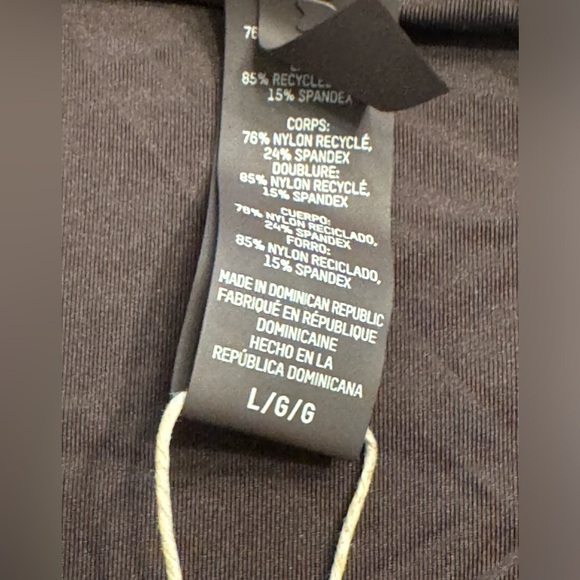 76
85% RECYCLE
15% SPANDEX
CORPS:
76% NYLON RECYCLÉ,
24% SPANDEX
DOUBLURE:
85% NYLON RECYCLÉ,
15% SPANDEX
CUERPO:
76% NYLON RECICLADO,
24% SPANDEX
FORRO:
85% NYLON RECICLADO,
15% SPANDEX
MADE IN DOMINICAN REPUBLIC
FABRIQUÉ EN RÉPUBLIQUE
DOMINICAINE
HECHO EN LA
REPÚBLICA DOMINICANA
L/G/G